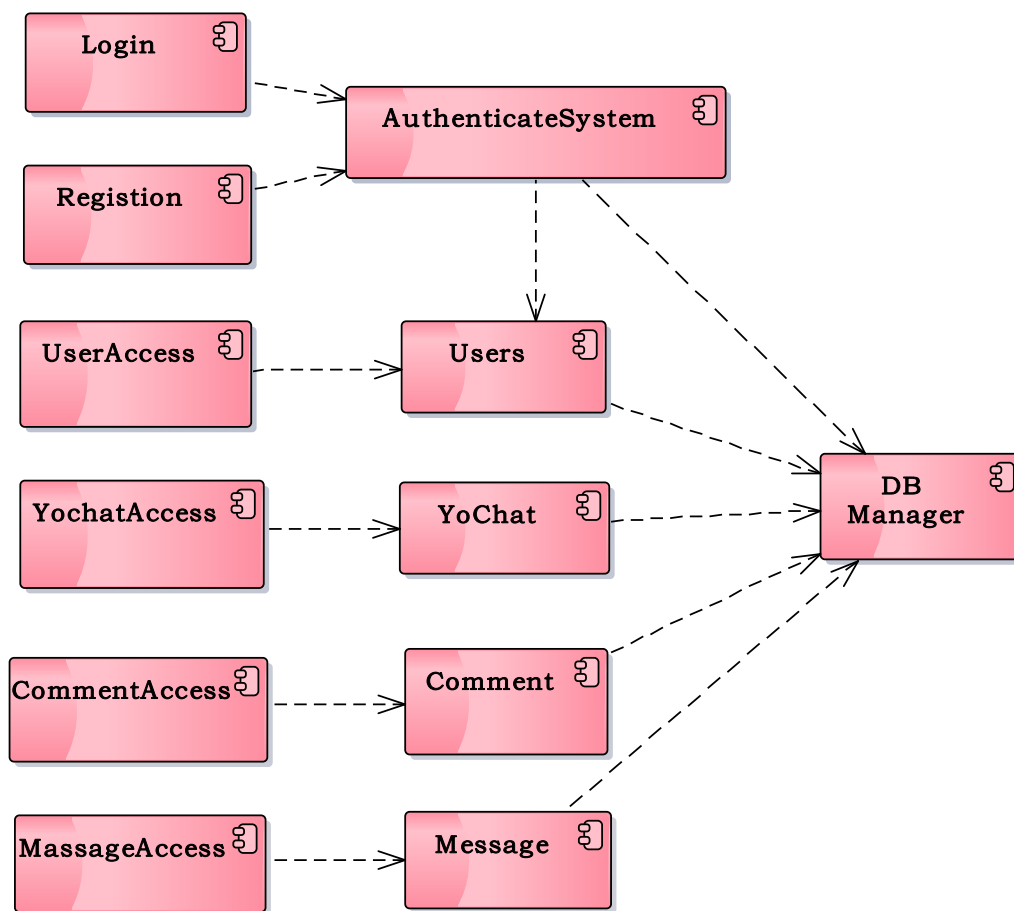 Login
AuthenticateSystem
Registion
UserAccess
Users
YochatAccess
YoChat
DB
Manager
CommentAccess
Comment
MassageAccess
Message